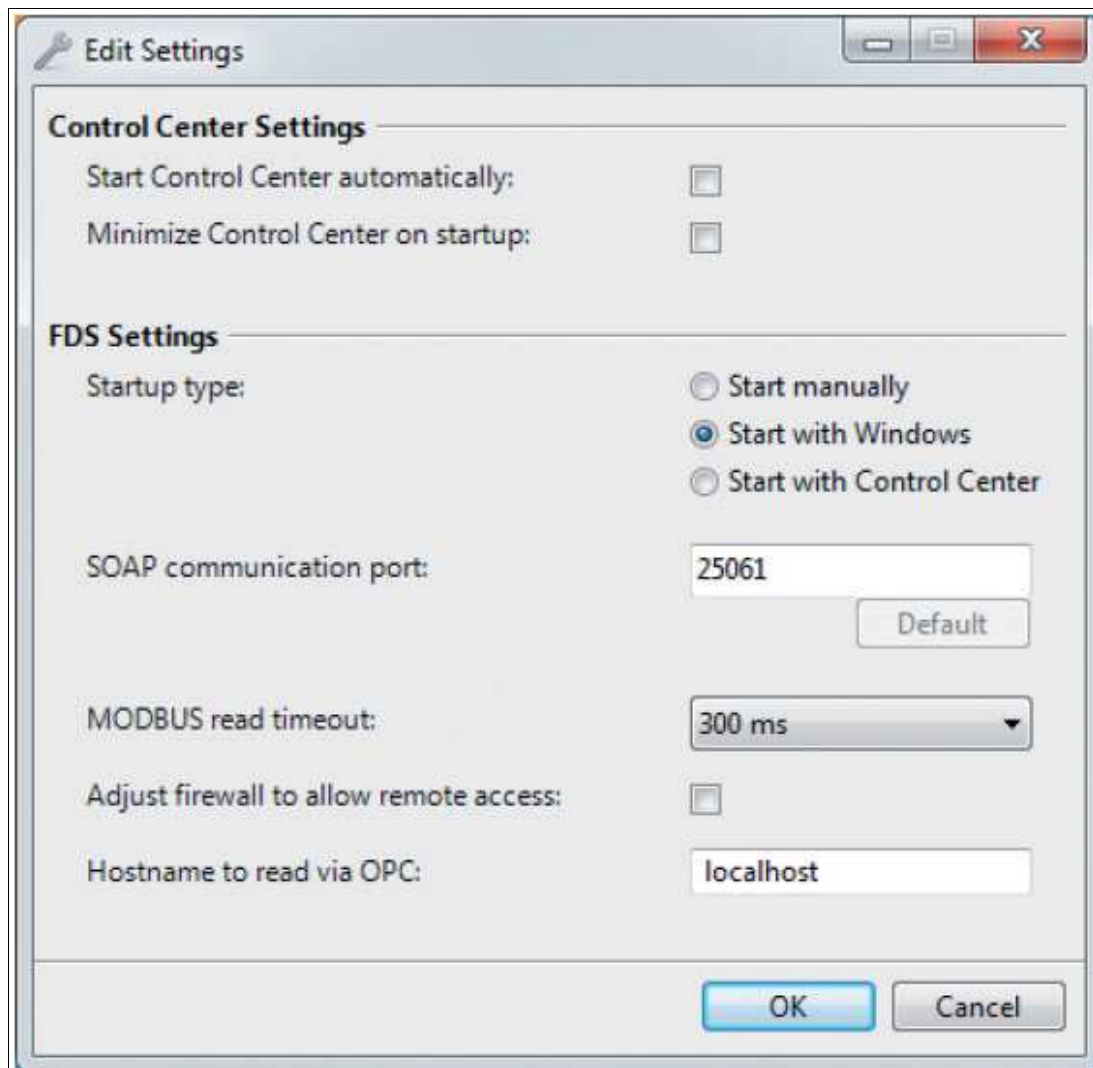 Edit Settings
Control Center Settings
Start Control Center automatically:
Minimize Control Center on startup:
FDS Settings
Startup type:
Start manually
Start with Windows
Start with Control Center
SOAP communication port: 25061
Default
MODBUS read timeout: 300 ms
Adjust firewall to allow remote access:
Hostname to read via OPC: localhost
OK Cancel